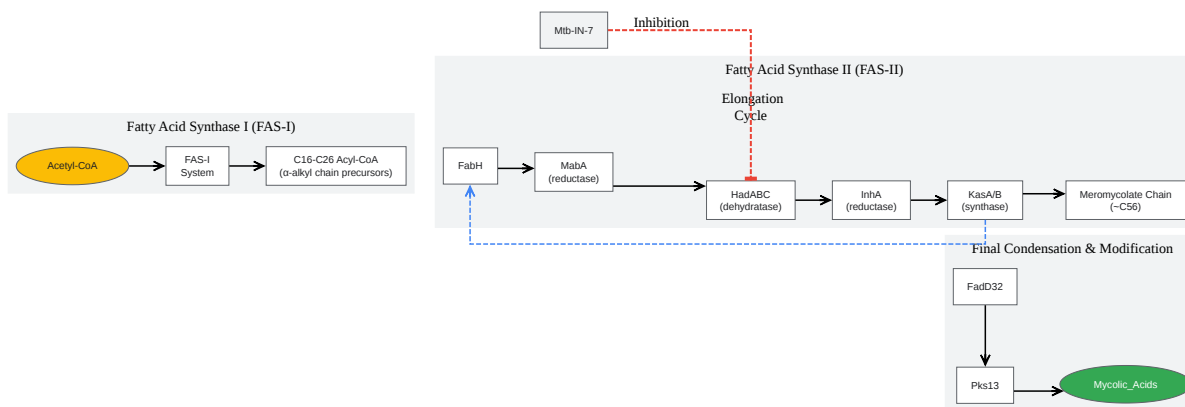 Mtb-IN-7
Inhibition
Fatty Acid Synthase I (FAS-I)
Acetyl-CoA
FAS-I
System
C16-C26 Acyl-CoA
(α-alkyl chain precursors)
Fatty Acid Synthase II (FAS-II)
Elongation
Cycle
FabH
MabA
(reductase)
HadABC
(dehydratase)
InhA
(reductase)
KasA/B
(synthase)
Meromycolate Chain
(~C56)
Final Condensation & Modification
FadD32
Pks13
Mycolic_Acids